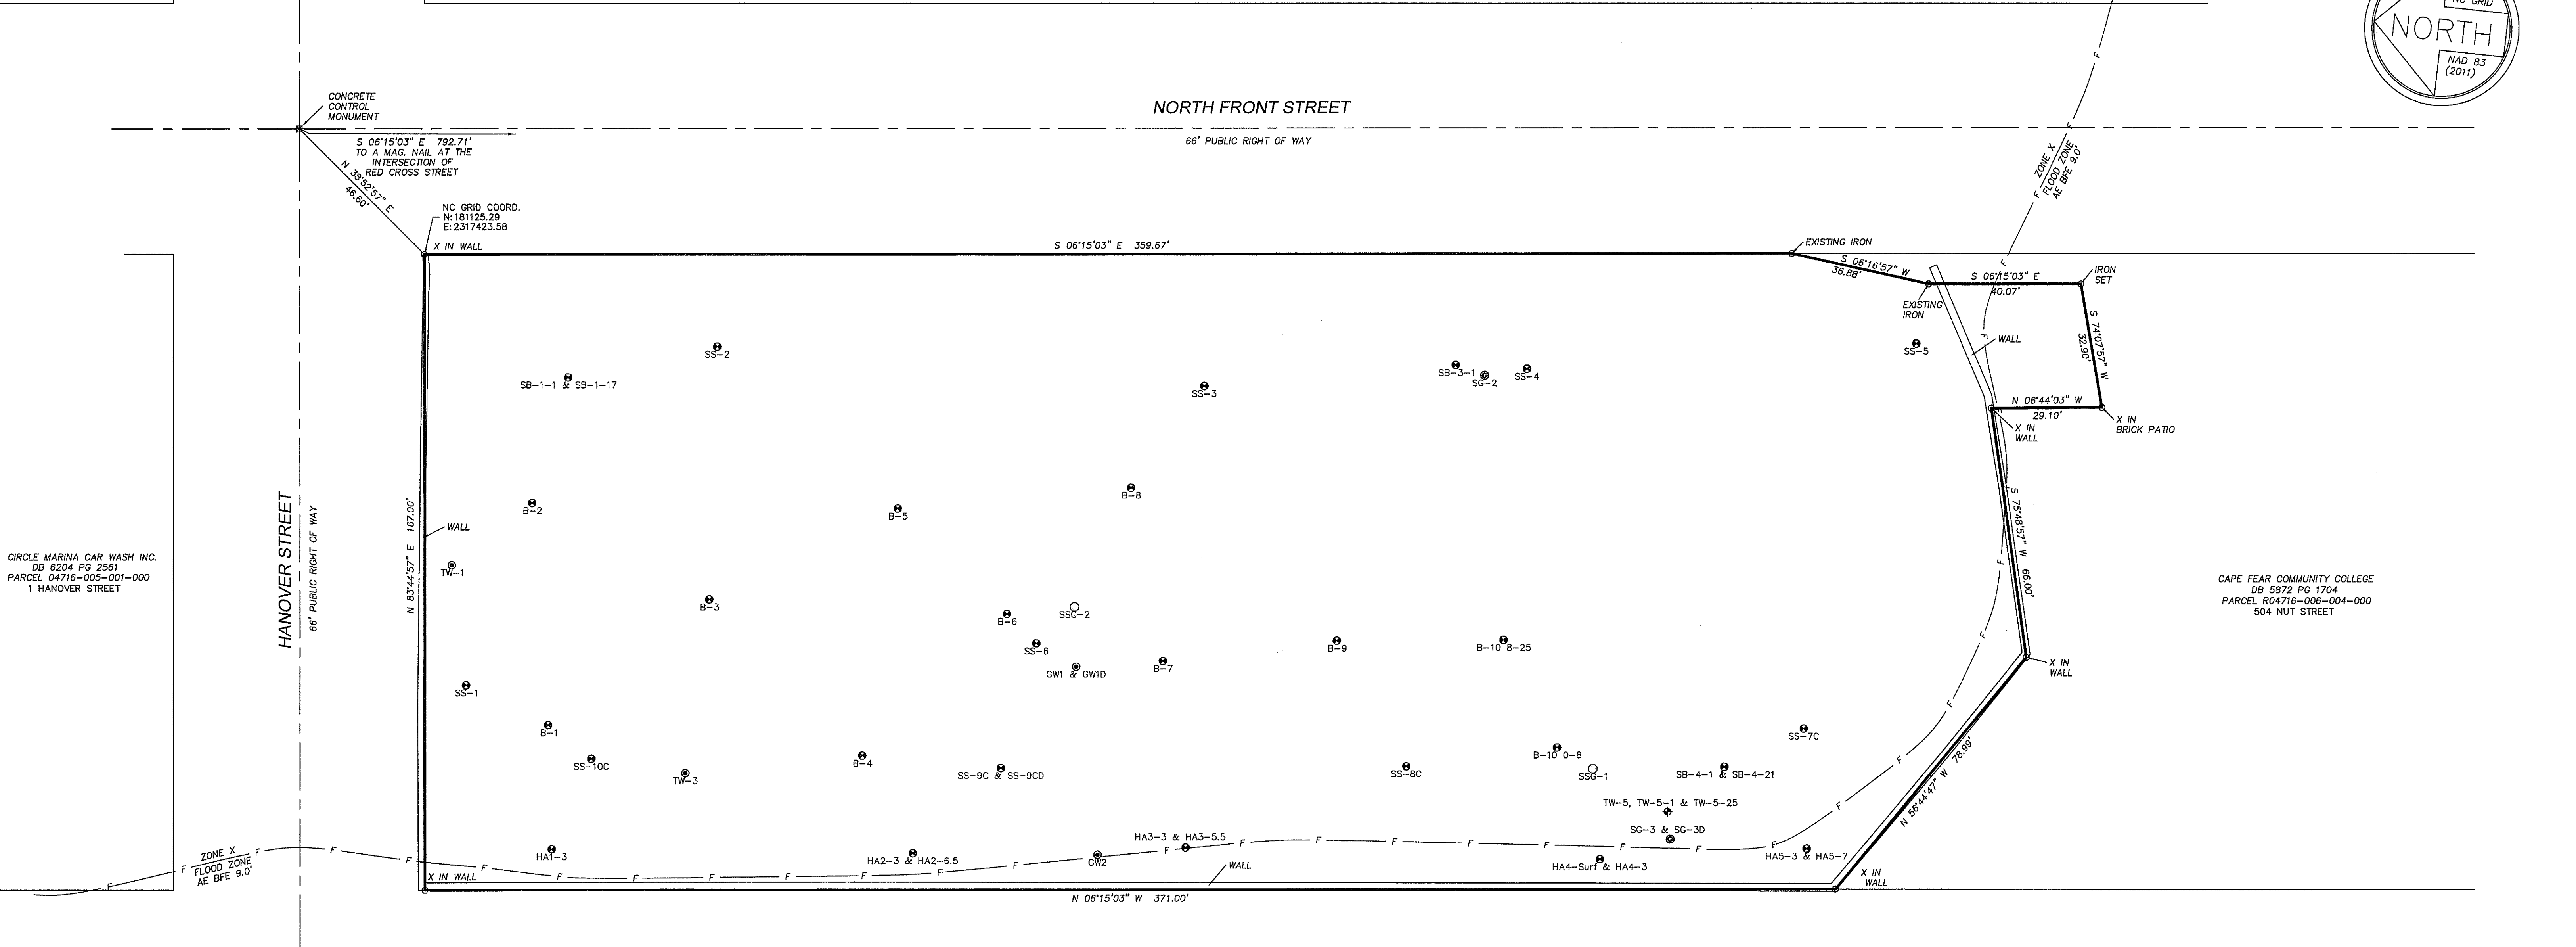 NC GRID
NORTH
NAD 83
(2011)
CONCRETE
CONTROL
MONUMENT
NORTH FRONT STREET
66' PUBLIC RIGHT OF WAY
S 06°15'03" E 792.71'
TO A MAG. NAIL AT THE
INTERSECTION OF
RED CROSS STREET
N 38°52'57" E
46.60'
NC GRID COORD.
N:181125.29
E:2317423.58
X IN WALL
S 06°15'03" E 359.67'
EXISTING IRON
S 06°16'57" W
36.88'
EXISTING
IRON
S 06°15'03" E
40.07'
IRON
SET
ZONE X
FLOOD ZONE
AE BFE 9.0'
F
F
F
F
F
S 74°07'57" W
32.90'
WALL
N 06°44'03" W
29.10'
X IN
WALL
X IN
BRICK PATIO
SS-2
SB-1-1 & SB-1-17
SS-3
SB-3-1
SG-2
SS-4
SS-5
B-2
B-5
B-8
HANOVER STREET
66' PUBLIC RIGHT OF WAY
N 83°44'57" E 167.00'
WALL
S 75°48'57" W 66.00'
F
F
F
CIRCLE MARINA CAR WASH INC.
DB 6204 PG 2561
PARCEL 04716-005-001-000
1 HANOVER STREET
CAPE FEAR COMMUNITY COLLEGE
DB 5872 PG 1704
PARCEL R04716-006-004-000
504 NUT STREET
TW-1
B-3
B-6
SSG-2
SS-6
GW1 & GW1D
B-7
B-9
B-10 8-25
X IN
WALL
SS-1
B-1
SS-10C
TW-3
B-4
SS-9C & SS-9CD
SS-8C
B-10 0-8
SSG-1
SB-4-1 & SB-4-21
SS-7C
N 56°44'47" W 78.99'
TW-5, TW-5-1 & TW-5-25
SG-3 & SG-3D
HA1-3
HA2-3 & HA2-6.5
GW2
HA3-3 & HA3-5.5
HA4-Surf & HA4-3
HA5-3 & HA5-7
ZONE X
FLOOD ZONE
AE BFE 9.0'
F F F F F F F F F F F F F F F F F F F F F F F F
X IN WALL
WALL
X IN
WALL
N 06°15'03" W 371.00'